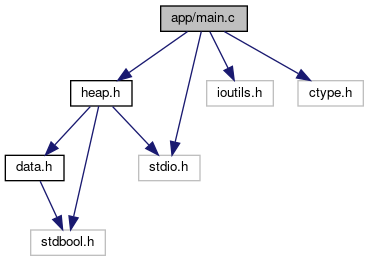 app/main.c
heap.h
ioutils.h
ctype.h
data.h
stdio.h
stdbool.h